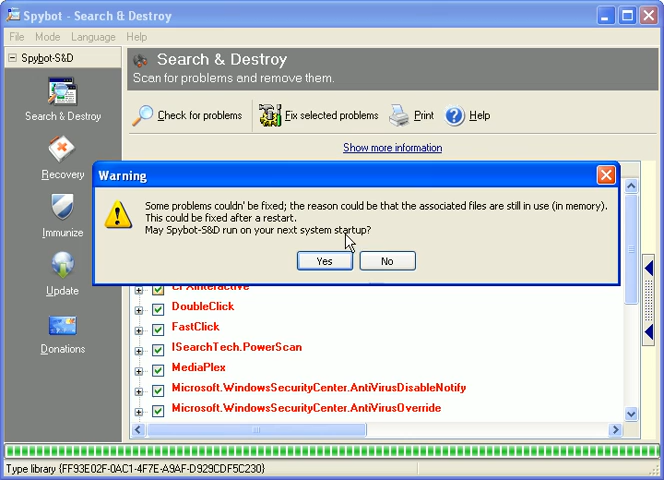 Spybot - Search & Destroy
File Mode Language Help
Spybot-S&D
Search & Destroy
Scan for problems and remove them.
Search & Destroy
Recovery
Immunize
Update
Donations
Check for problems
Fix selected problems
Print
Help
Show more information
Warning
Some problems couldn' be fixed; the reason could be that the associated files are still in use (in memory).
This could be fixed after a restart.
May Spybot-S&D run on your next system startup?
Yes
No
DoubleClick
FastClick
ISearchTech.PowerScan
MediaPlex
Microsoft.WindowsSecurityCenter.AntiVirusDisableNotify
Microsoft.WindowsSecurityCenter.AntiVirusOverride
Type library {FF93E02F-0AC1-4F7E-A9AF-D929CDF5C230}